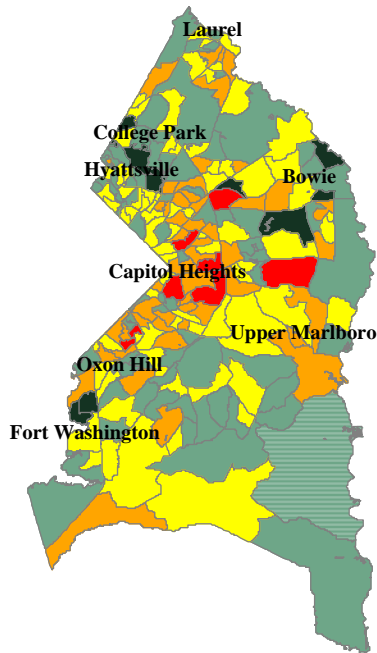 Laurel
College Park
Hyattsville
Bowie
Capitol Heights
Upper Marlboro
Oxon Hill
Fort Washington